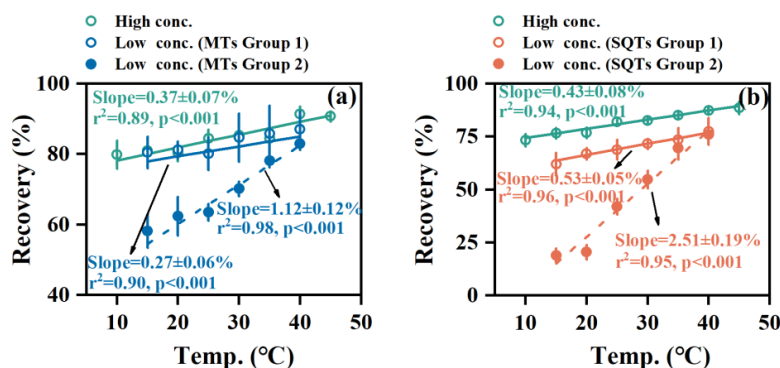 High conc.
Low conc. (MTs Group 1)
Low conc. (MTs Group 2)
100
80
60
40
Recovery (%)
(a)
Slope=0.37±0.07%
r²=0.89, p<0.001
Slope=1.12±0.12%
r²=0.98, p<0.001
Slope=0.27±0.06%
r²=0.90, p<0.001
10 20 30 40 50
Temp. (°C)
High conc.
Low conc. (SQTs Group 1)
Low conc. (SQTs Group 2)
100
75
50
25
0
Recovery (%)
(b)
Slope=0.43±0.08%
r²=0.94, p<0.001
Slope=0.53±0.05%
r²=0.96, p<0.001
Slope=2.51±0.19%
r²=0.95, p<0.001
10 20 30 40 50
Temp. (°C)